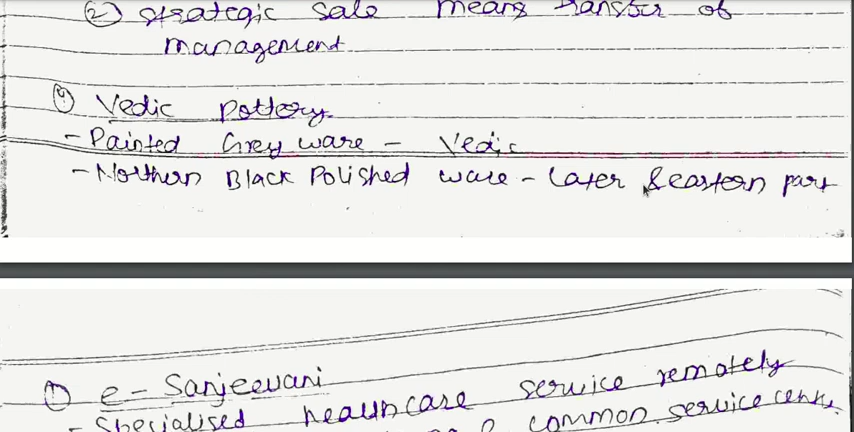 ② Strategic Sale means transfer of
management
④ Vedic pottery
- Painted Grey ware - Vedic
- Northern Black Polished ware - Later & eastern part
① e - Sanjeevani
- Specialised healthcare service remotely
common service centre.